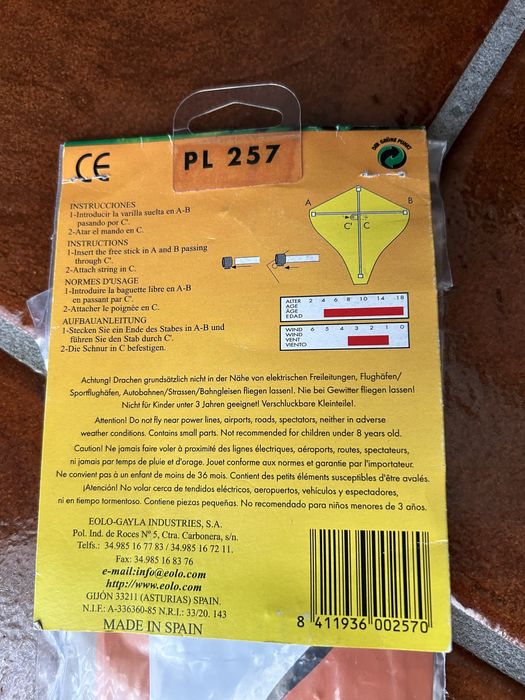 CE
PL 257
DER GRÜNE PUNKT
INSTRUCCIONES
1-Introducir la varilla suelta en A-B
pasando por C'.
2-Atar el mando en C.
INSTRUCTIONS
1-Insert the free stick in A and B passing
through C'.
2-Attach string in C.
NORMES D'USAGE
1-Introduire la baguette libre en A-B
en passant par C'.
2-Attacher le poignée en C.
AUFBAUANLEITUNG
1-Stecken Sie ein Ende des Stabes in A-B und
führen Sie den Stab durch C'.
2-Die Schnur in C befestigen.
A B
C' C
ALTER 2 4 6 8 10 14 -18
AGE
ÂGE
EDAD
WIND 6 5 4 3 2 1 0
WIND
VENT
VIENTO
Achtung! Drachen grundsätzlich nicht in der Nähe von elektrischen Freileitungen, Flughäfen/
Sportflughäfen, Autobahnen/Strassen/Bahngleisen fliegen lassen!. Nie bei Gewitter fliegen lassen!
Nicht für Kinder unter 3 Jahren geeignet! Verschluckbare Kleinteile!.
Attention! Do not fly near power lines, airports, roads, spectators, neither in adverse
weather conditions. Contains small parts. Not recommended for children under 8 years old.
Caution! Ne jamais faire voler à proximité des lignes électriques, aéroports, routes, spectateurs,
ni jamais par temps de pluie et d'orage. Jouet conforme aux normes et garantie par l'importateur.
Ne convient pas à un enfant de moins de 36 mois. Contient des petits éléments susceptibles d'être avalés.
¡Atención! No volar cerca de tendidos eléctricos, aeropuertos, vehículos y espectadores,
ni en tiempo tormentoso. Contiene piezas pequeñas. No recomendado para niños menores de 3 años.
EOLO-GAYLA INDUSTRIES, S.A.
Pol. Ind. de Roces Nº 5, Ctra. Carbonera, s/n.
Telfs.: 34.985 16 77 83 / 34.985 16 72 11.
Fax: 34.985 16 83 76
e-mail:info@eolo.com
http://www.eolo.com
GIJÓN 33211 (ASTURIAS) SPAIN.
N.I.F.: A-336360-85 N.R.I.: 33/20. 143
MADE IN SPAIN
8 411936 002570